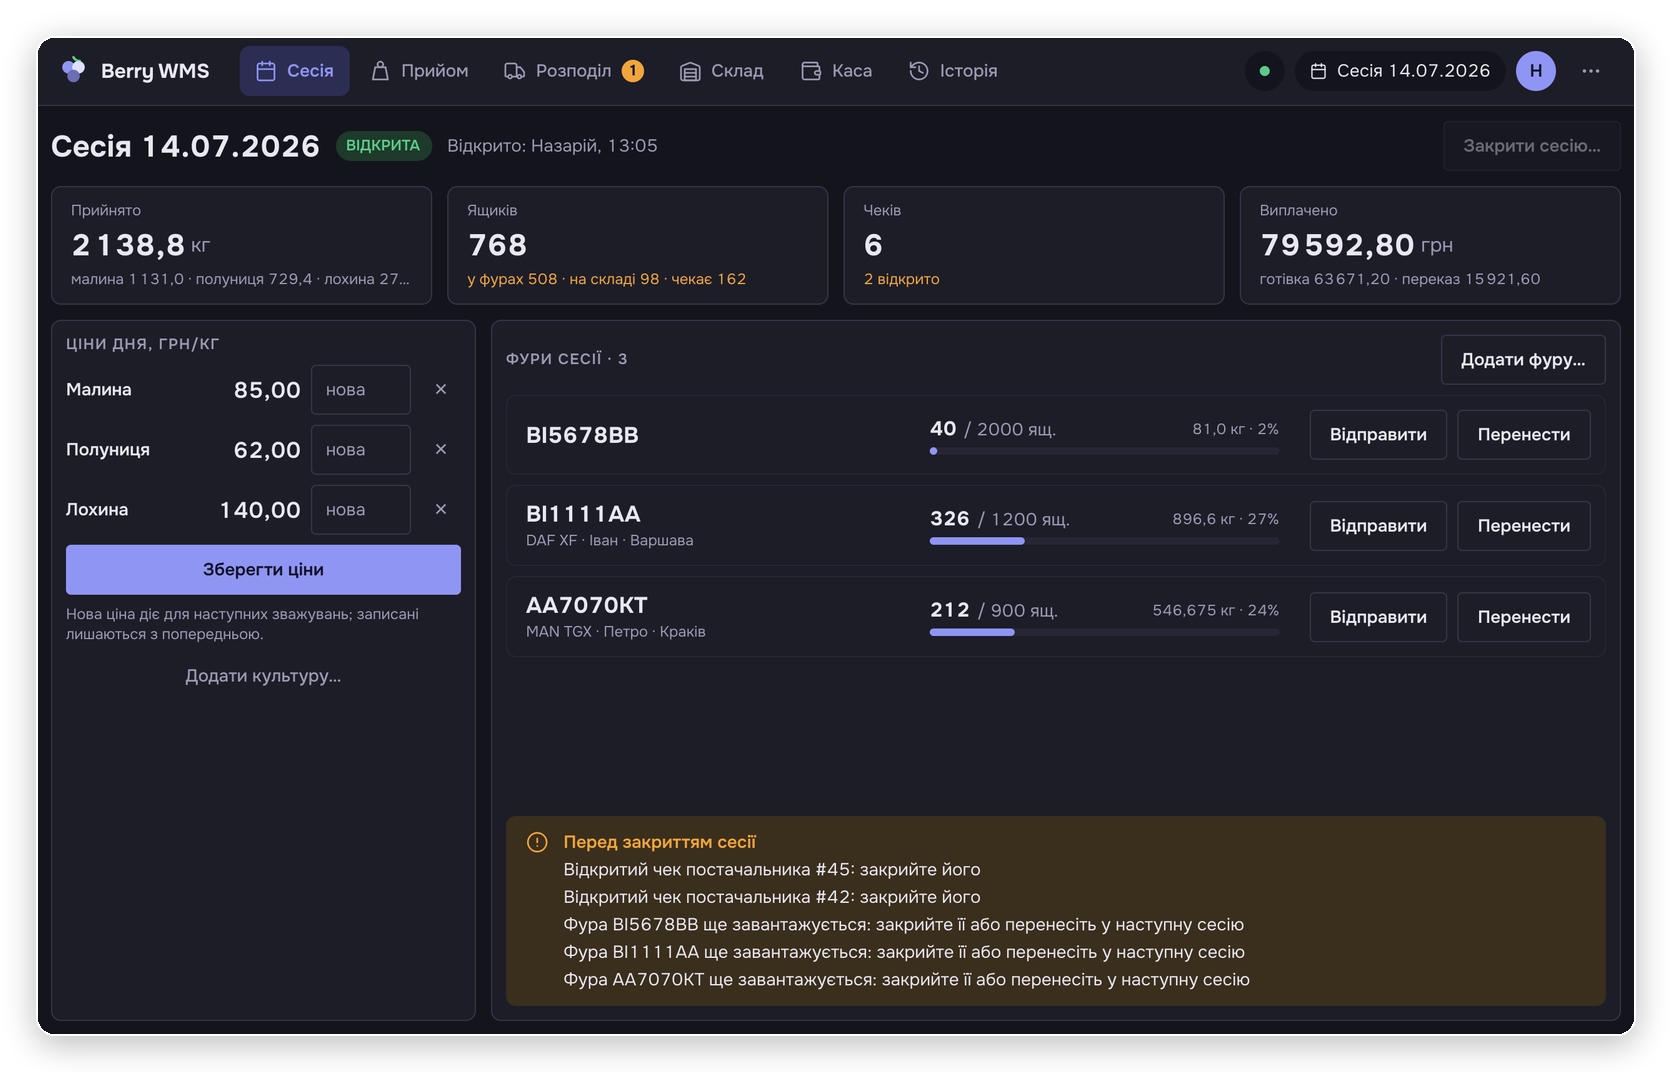 Berry WMS
Сесія
Прийом
Розподіл 1
Склад
Каса
Історія
Сесія 14.07.2026
Н
Сесія 14.07.2026
ВІДКРИТА
Відкрито: Назарій, 13:05
Закрити сесію...
Прийнято
2 138,8 кг
малина 1 131,0 · полуниця 729,4 · лохина 27...
Ящиків
768
у фурах 508 · на складі 98 · чекає 162
Чеків
6
2 відкрито
Виплачено
79 592,80 грн
готівка 63 671,20 · переказ 15 921,60
ЦІНИ ДНЯ, ГРН/КГ
Малина 85,00 нова ×
Полуниця 62,00 нова ×
Лохина 140,00 нова ×
Зберегти ціни
Нова ціна діє для наступних зважувань; записані
лишаються з попередньою.
Додати культуру...
ФУРИ СЕСІЇ · 3
Додати фуру...
ВІ5678ВВ
40 / 2000 ящ.
81,0 кг · 2%
Відправити
Перенести
ВІ1111АА
DAF XF · Іван · Варшава
326 / 1200 ящ.
896,6 кг · 27%
Відправити
Перенести
АА7070КТ
MAN TGX · Петро · Краків
212 / 900 ящ.
546,675 кг · 24%
Відправити
Перенести
Перед закриттям сесії
Відкритий чек постачальника #45: закрийте його
Відкритий чек постачальника #42: закрийте його
Фура ВІ5678ВВ ще завантажується: закрийте її або перенесіть у наступну сесію
Фура ВІ1111АА ще завантажується: закрийте її або перенесіть у наступну сесію
Фура АА7070КТ ще завантажується: закрийте її або перенесіть у наступну сесію